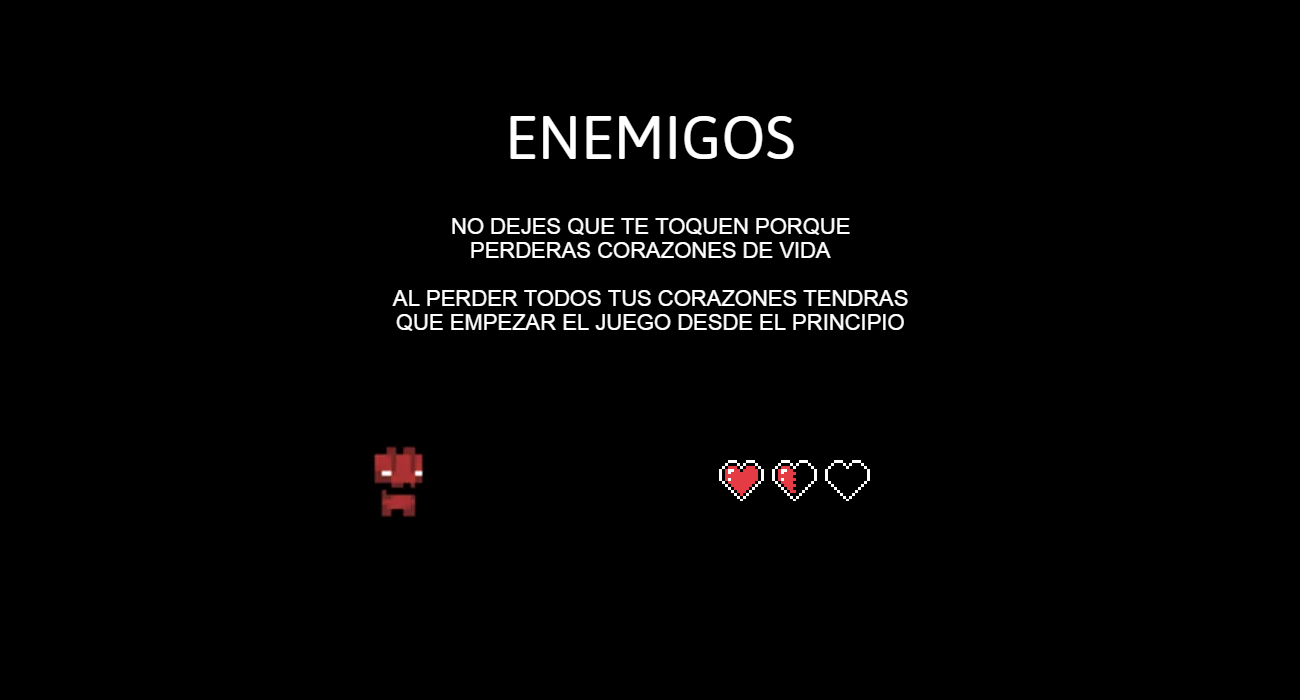 ENEMIGOS
NO DEJES QUE TE TOQUEN PORQUE
PERDERAS CORAZONES DE VIDA
AL PERDER TODOS TUS CORAZONES TENDRAS
QUE EMPEZAR EL JUEGO DESDE EL PRINCIPIO